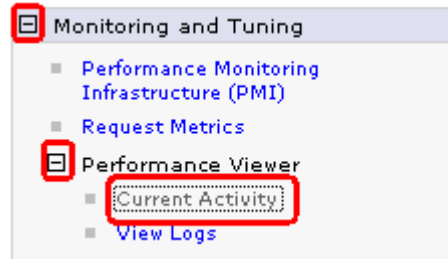 Monitoring and Tuning
Performance Monitoring
Infrastructure (PMI)
Request Metrics
Performance Viewer
Current Activity
View Logs